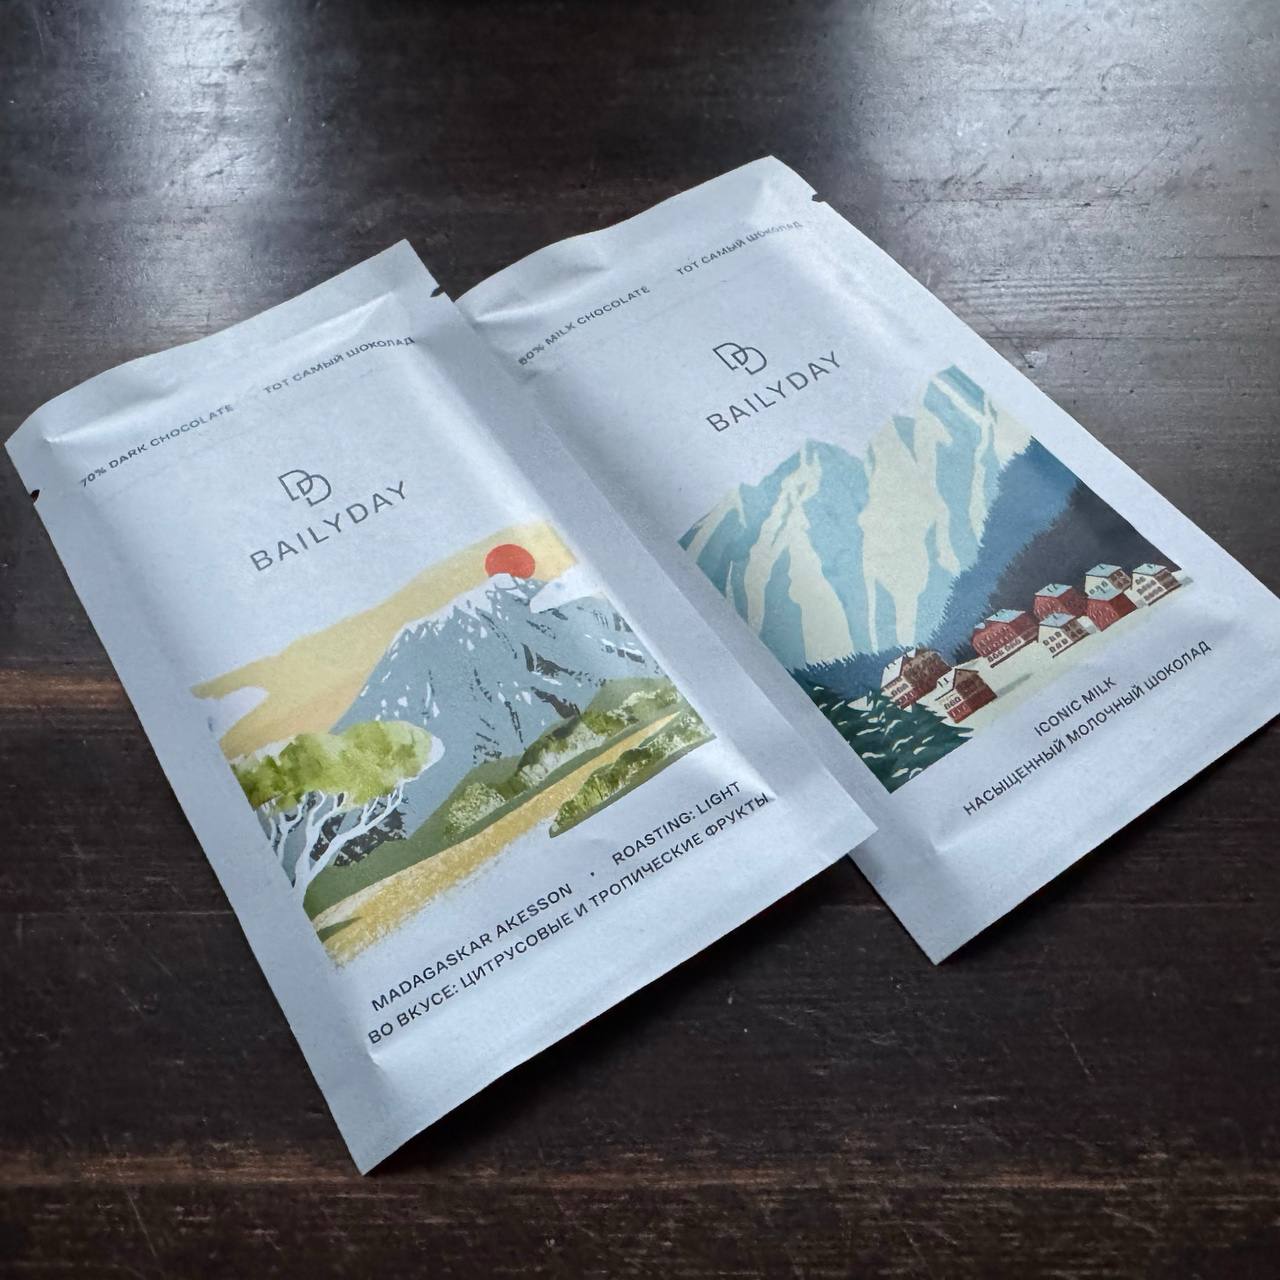 70% DARK CHOCOLATE ТОТ САМЫЙ ШОКОЛАД
BAILYDAY
MADAGASKAR AKESSON · ROASTING: LIGHT
ВО ВКУСЕ: ЦИТРУСОВЫЕ И ТРОПИЧЕСКИЕ ФРУКТЫ
MILK CHOCOLATE ТОТ САМЫЙ ШОКОЛАД
BAILYDAY
ICONIC MILK
НАСЫЩЕННЫЙ МОЛОЧНЫЙ ШОКОЛАД